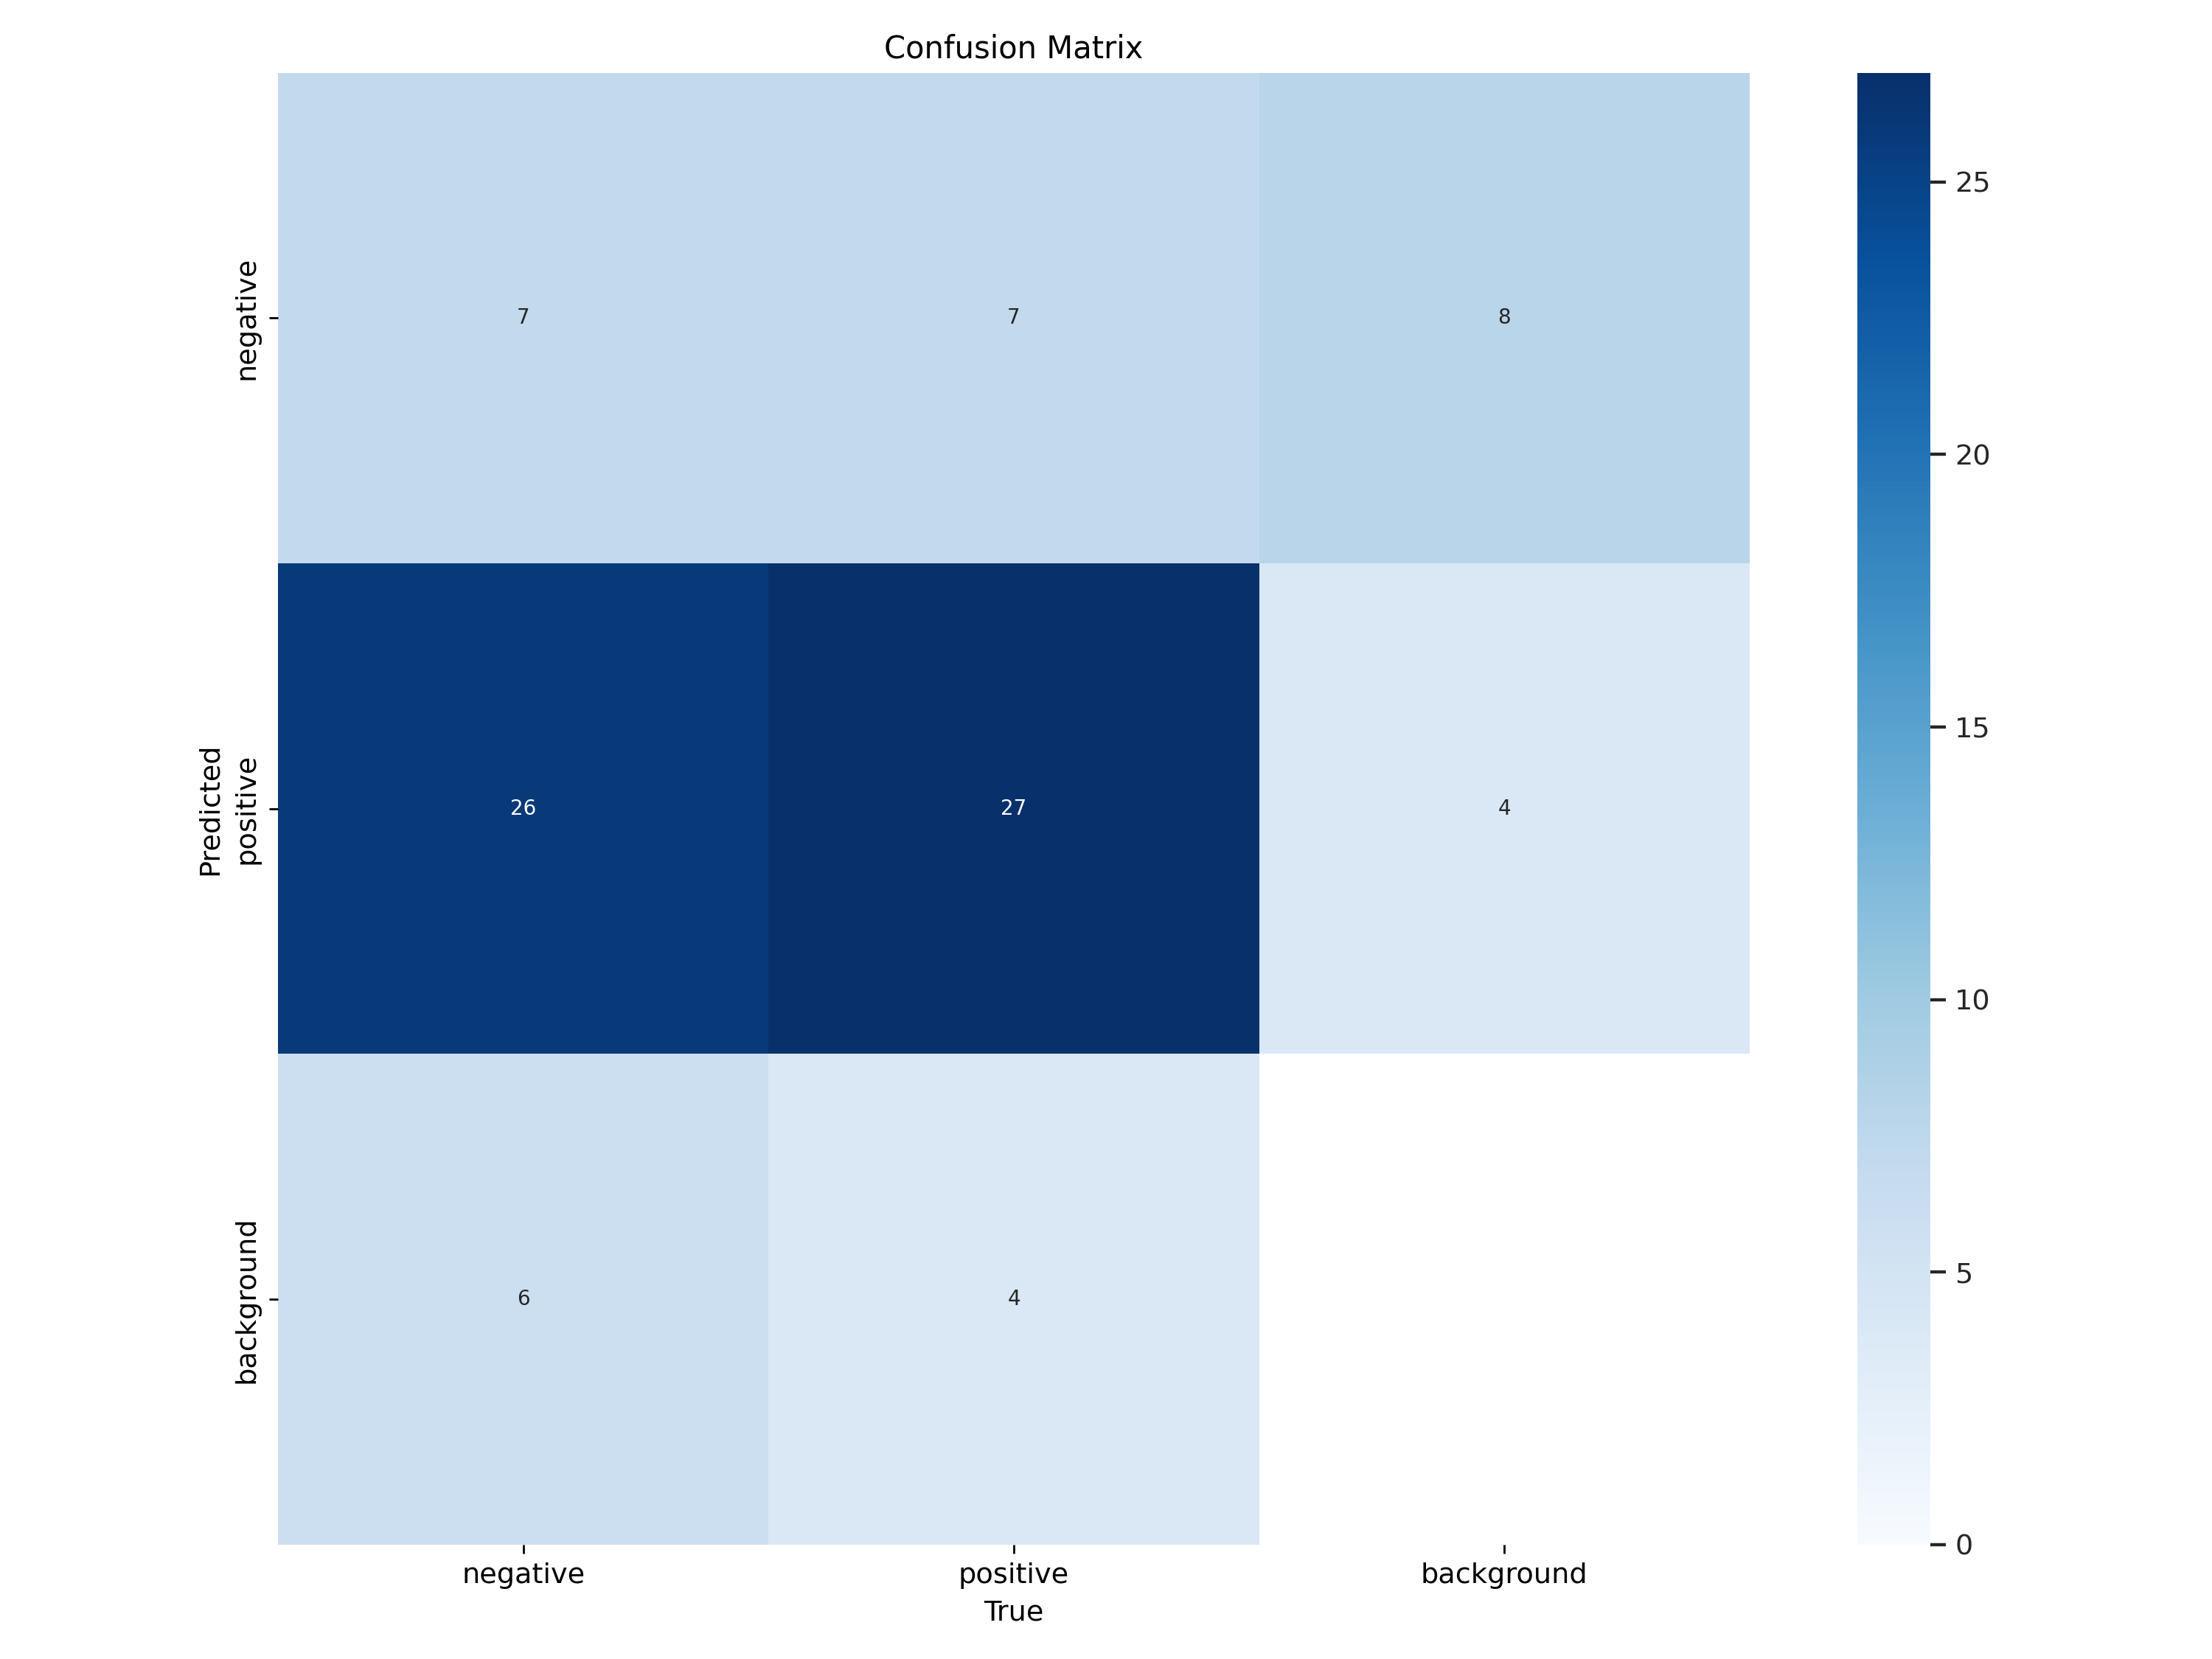 Confusion Matrix
negative
7
7
8
Predicted
positive
26
27
4
background
6
4
negative
positive
background
True
25
20
15
10
5
0